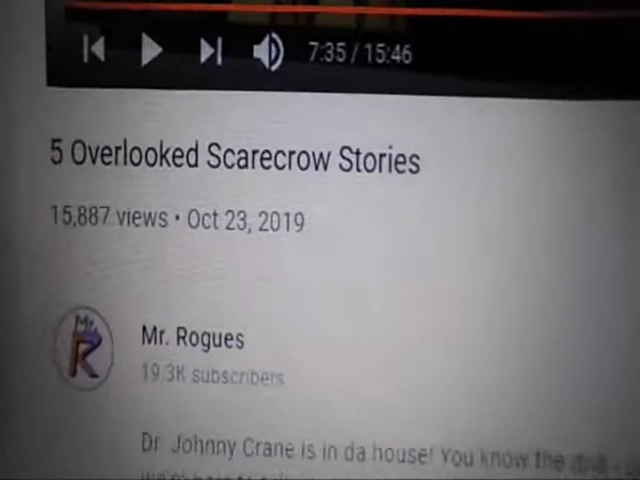 7:35 / 15:46
5 Overlooked Scarecrow Stories
15,887 views • Oct 23, 2019
Mr.
R
Mr. Rogues
19.3K subscribers
Dr Johnny Crane is in da house! You know the